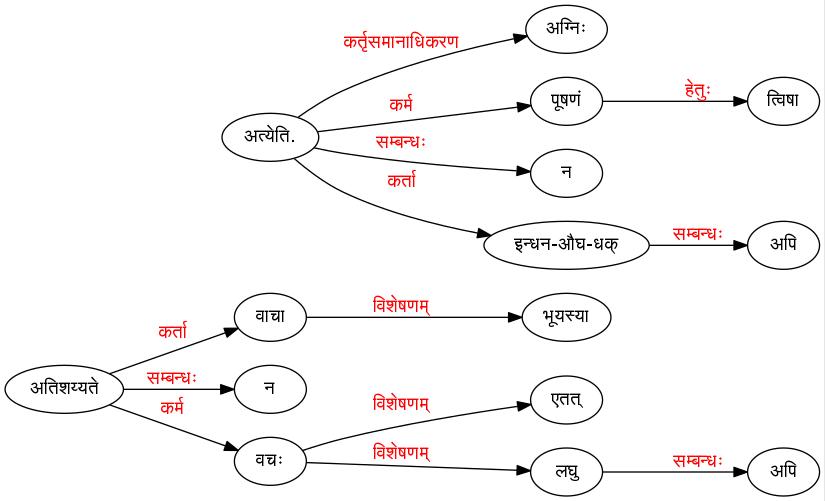 अग्निः
कर्तृसमानाधिकरण
हेतुः
पूषणं
त्विषा
कर्म
अत्येति.
सम्बन्धः
न
कर्ता
सम्बन्धः
इन्धन-औघ-धक्
अपि
विशेषणम्
वाचा
भूयस्या
कर्ता
सम्बन्धः
अतिशय्यते
न
विशेषणम्
एतत्
कर्म
विशेषणम्
वचः
सम्बन्धः
लघु
अपि